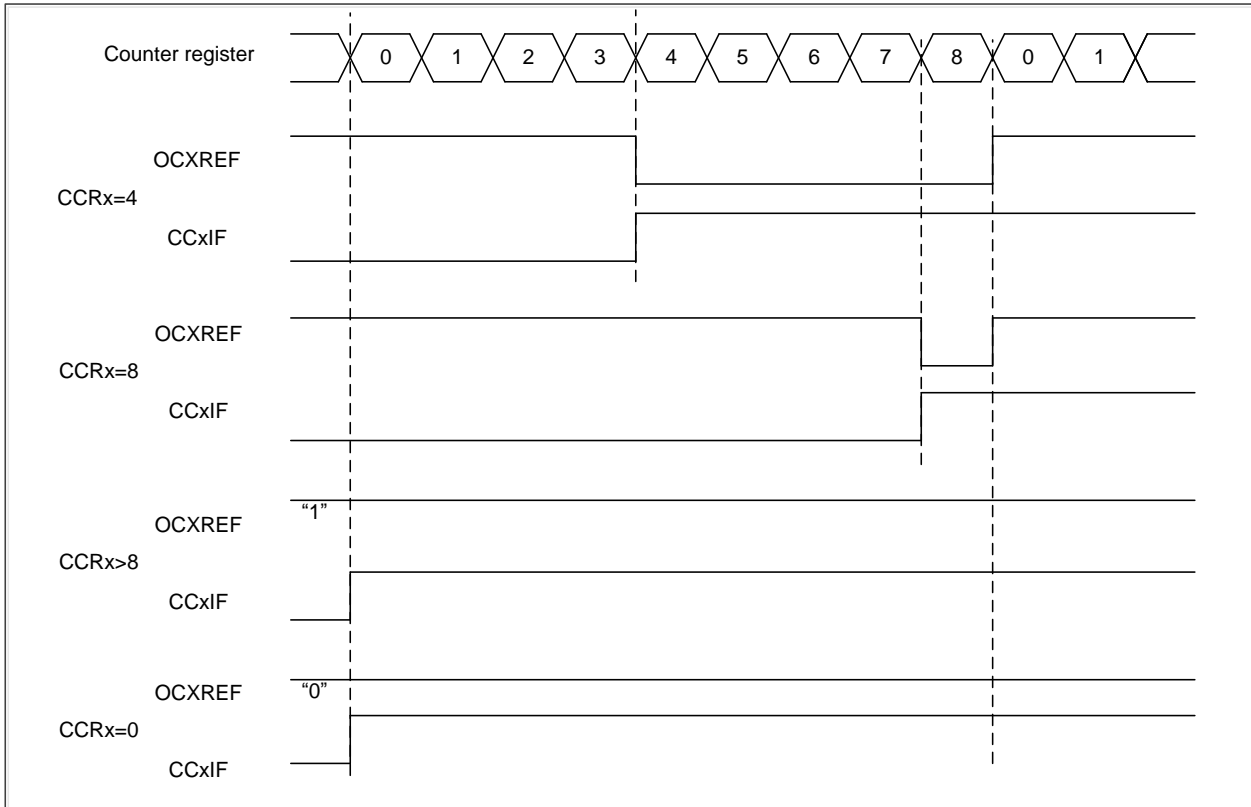 Counter register 0 1 2 3 4 5 6 7 8 0 1
OCXREF
CCRx=4
CCxIF
OCXREF
CCRx=8
CCxIF
“1”
OCXREF
CCRx>8
CCxIF
OCXREF “0”
CCRx=0
CCxIF